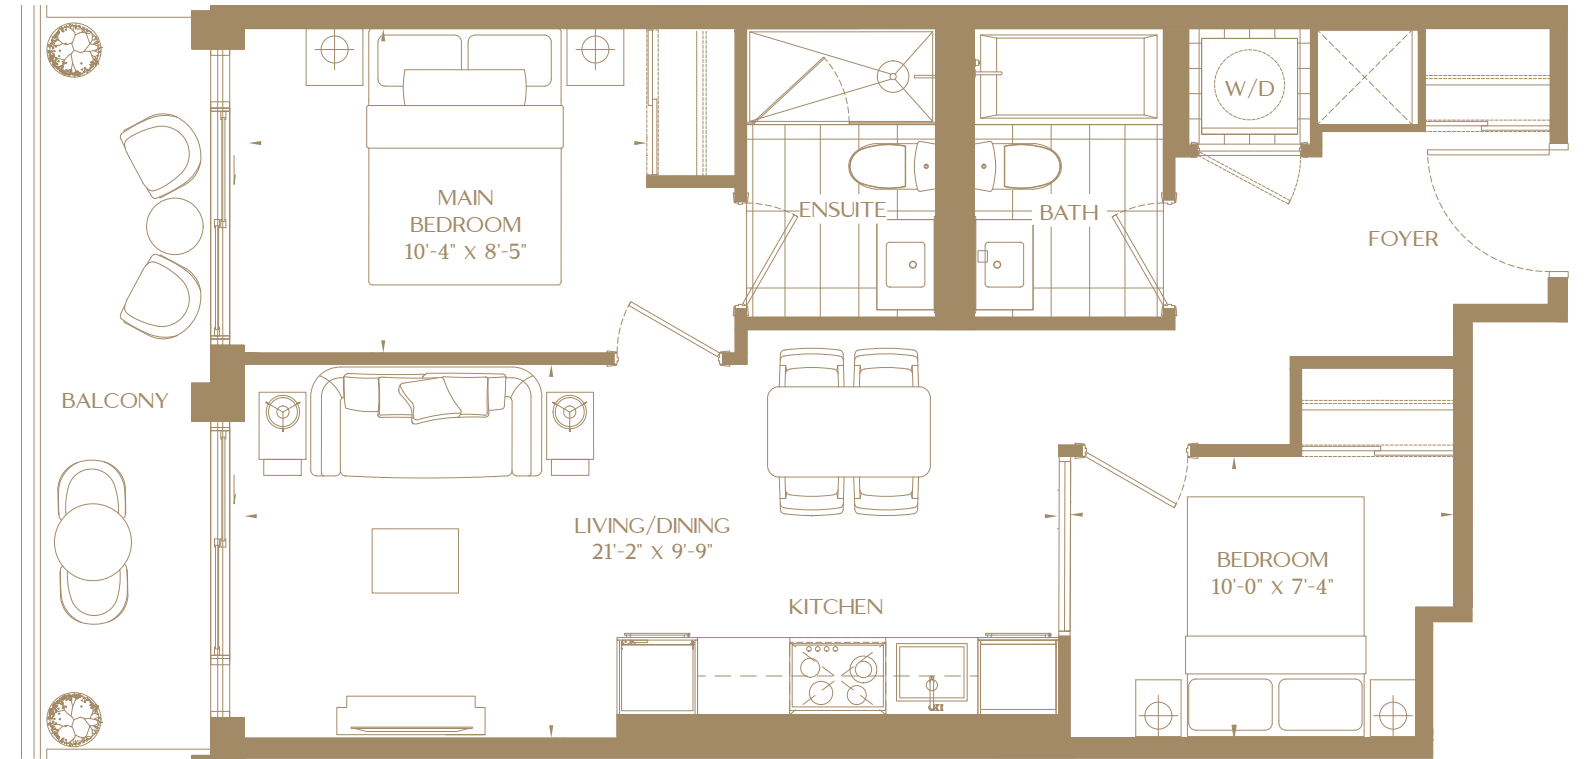 W/D
MAIN
BEDROOM
10'-4" X 8'-5"
ENSUITE
BATH
FOYER
BALCONY
LIVING/DINING
21'-2" X 9'-9"
BEDROOM
10'-0" X 7'-4"
KITCHEN